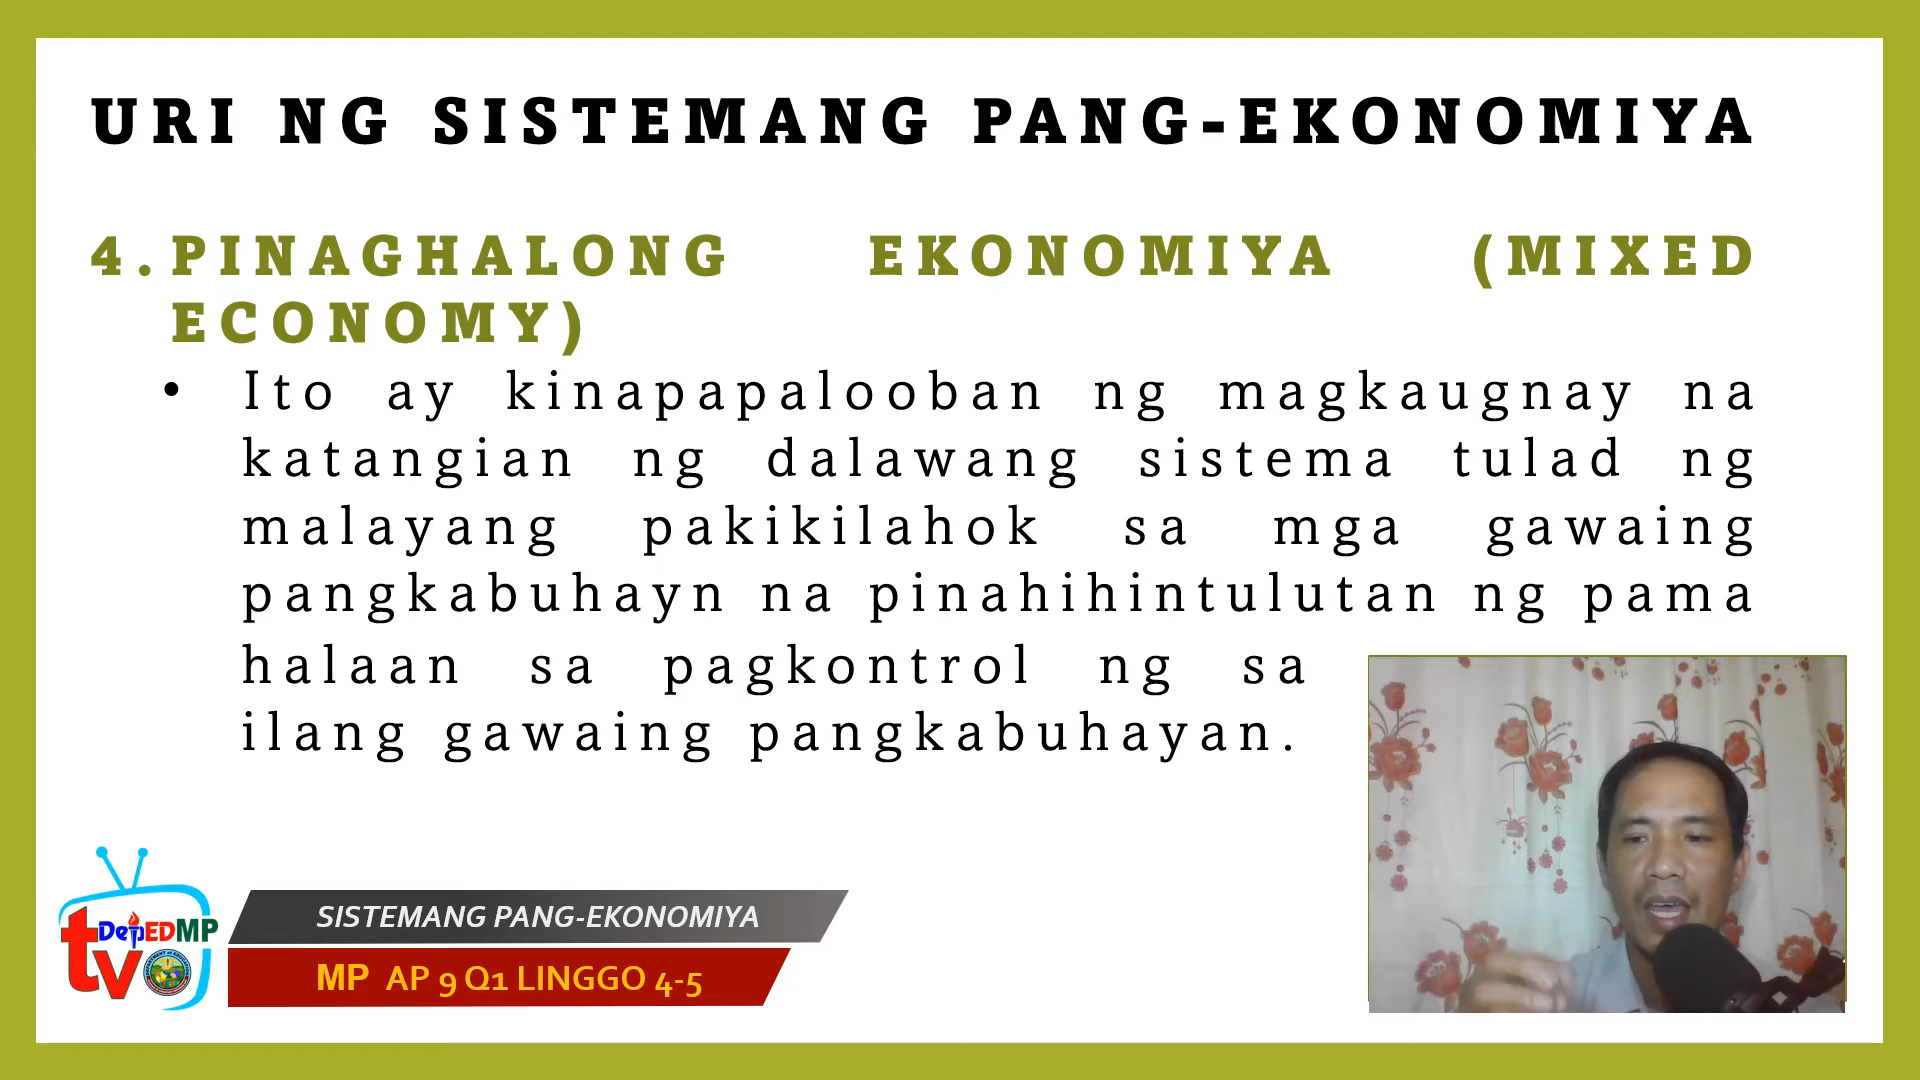 URI NG SISTEMANG PANG-EKONOMIYA
4. PINAGHALONG EKONOMIYA (MIXED
ECONOMY)
• Ito ay kinapapalooban ng magkaugnay na
katangian ng dalawang sistema tulad ng
malayang pakikilahok sa mga gawaing
pangkabuhayn na pinahihintulutan ng pama
halaan sa pagkontrol ng sa
ilang gawaing pangkabuhayan.
DepEDMP
tv
SISTEMANG PANG-EKONOMIYA
MP AP 9 Q1 LINGGO 4-5